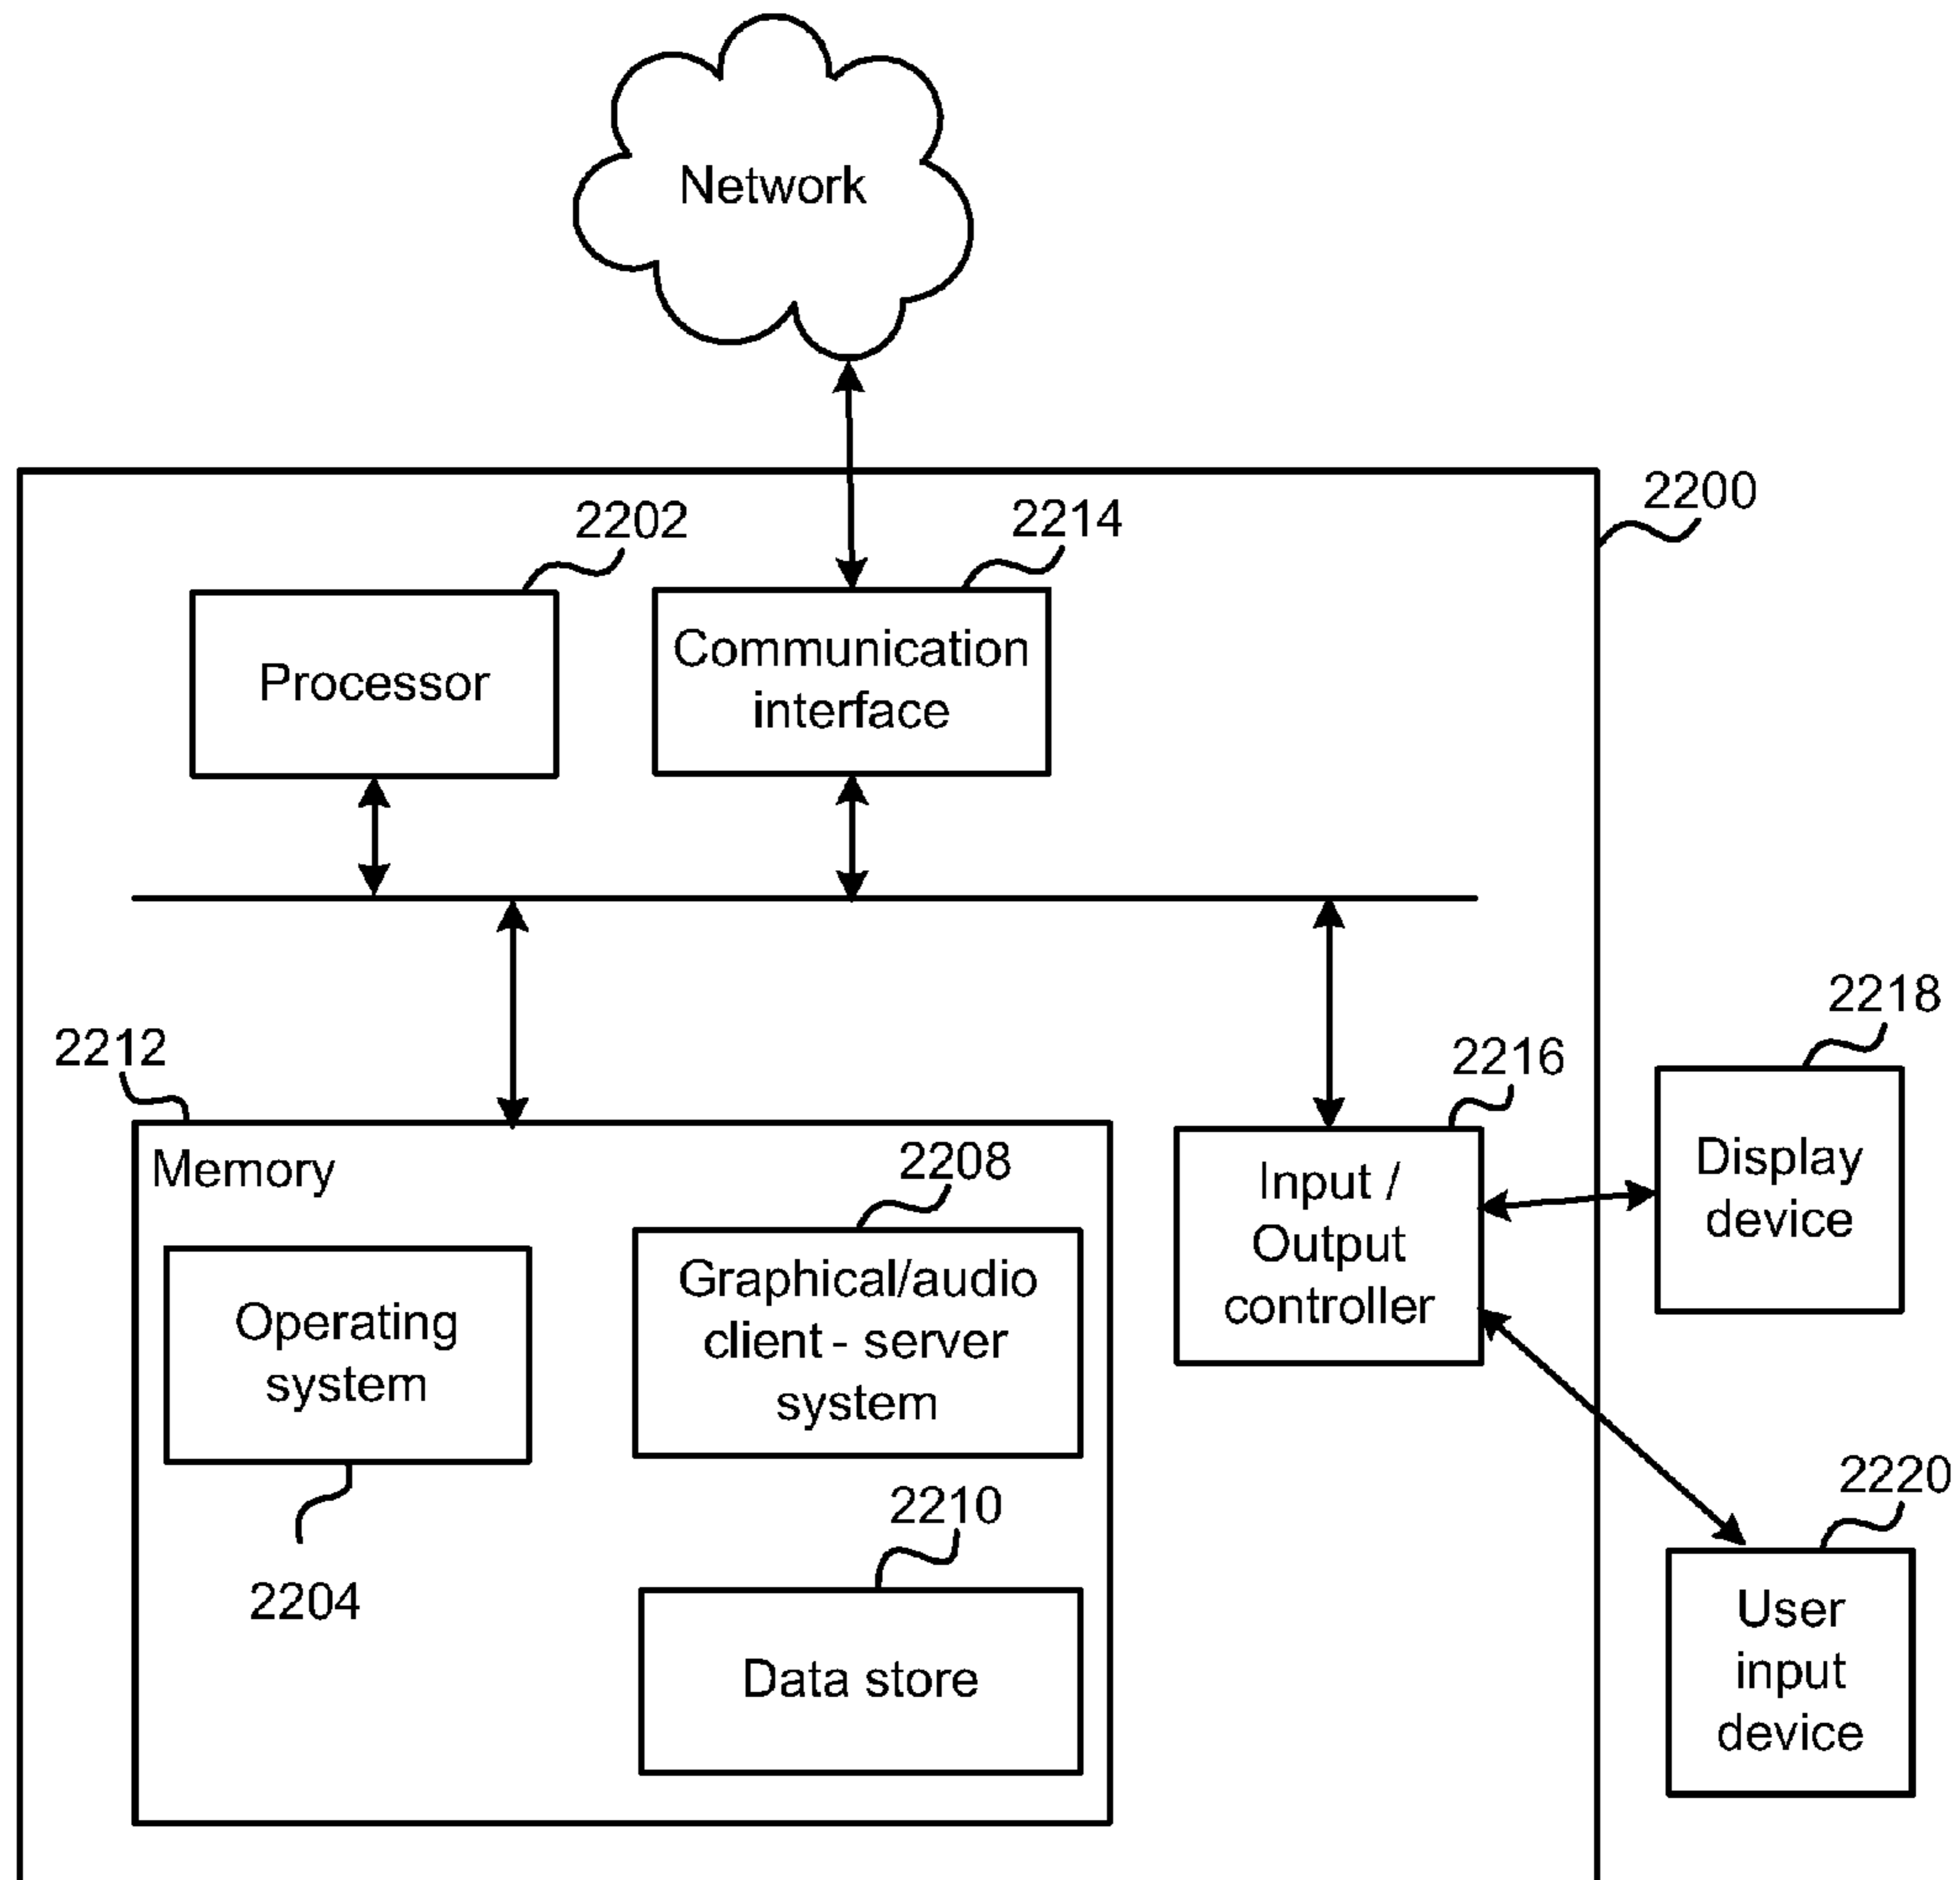 Network
2200
2202
2214
Processor
Communication
interface
2218
2212
2216
Memory
2208
Display
device
Input /
Output
controller
Operating
system
Graphical/audio
client - server
system
2220
2210
2204
User
input
device
Data store